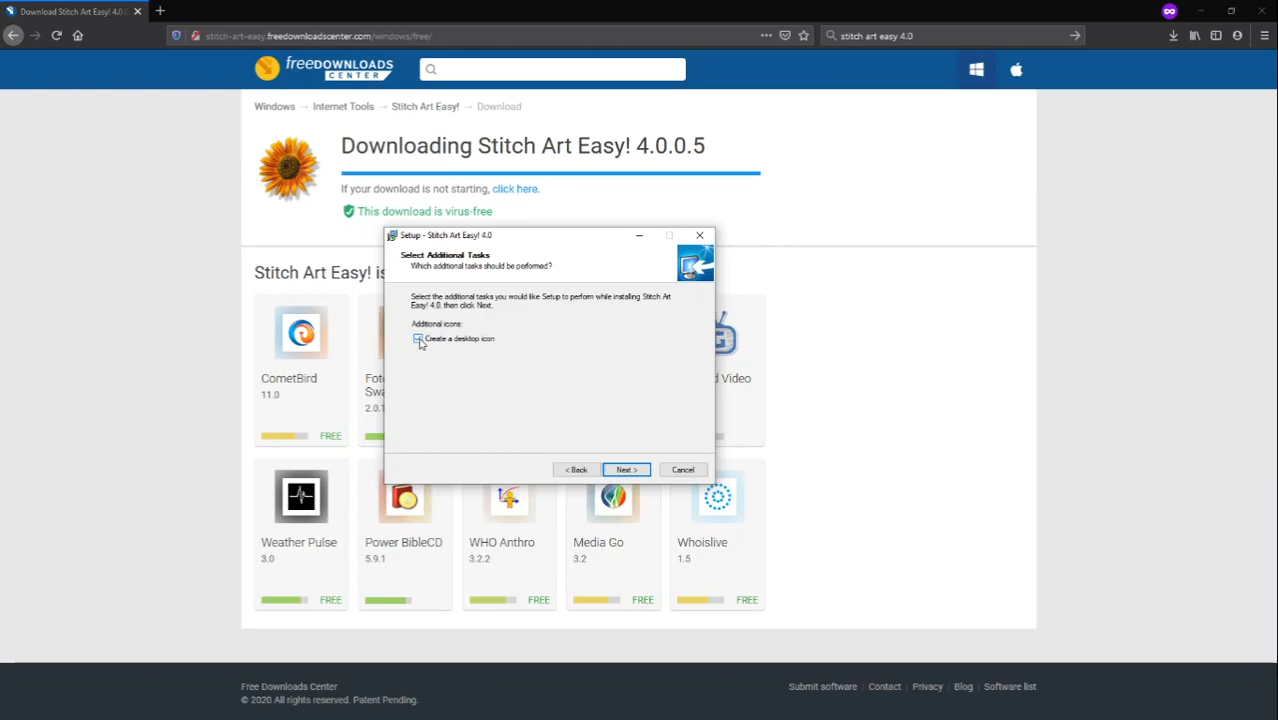 Download Stitch Art Easy! 4.0.0
stitch-art-easy.freedownloadscenter.com/windows/free/
stitch art easy 4.0
freeDOWNLOADS
CENTER
Windows → Internet Tools → Stitch Art Easy! → Download
Downloading Stitch Art Easy! 4.0.0.5
If your download is not starting, click here.
This download is virus-free
Setup - Stitch Art Easy! 4.0
Select Additional Tasks
Which additional tasks should be performed?
Select the additional tasks you would like Setup to perform while installing Stitch Art
Easy! 4.0, then click Next.
Additional icons:
Create a desktop icon
< Back
Next >
Cancel
Stitch Art Easy! is
CometBird
11.0
FREE
Foto
Swa
2.0.1
d Video
Weather Pulse
3.0
FREE
Power BibleCD
5.9.1
WHO Anthro
3.2.2
FREE
Media Go
3.2
FREE
Whoislive
1.5
FREE
Free Downloads Center
© 2020 All rights reserved. Patent Pending.
Submit software
Contact
Privacy
Blog
Software list